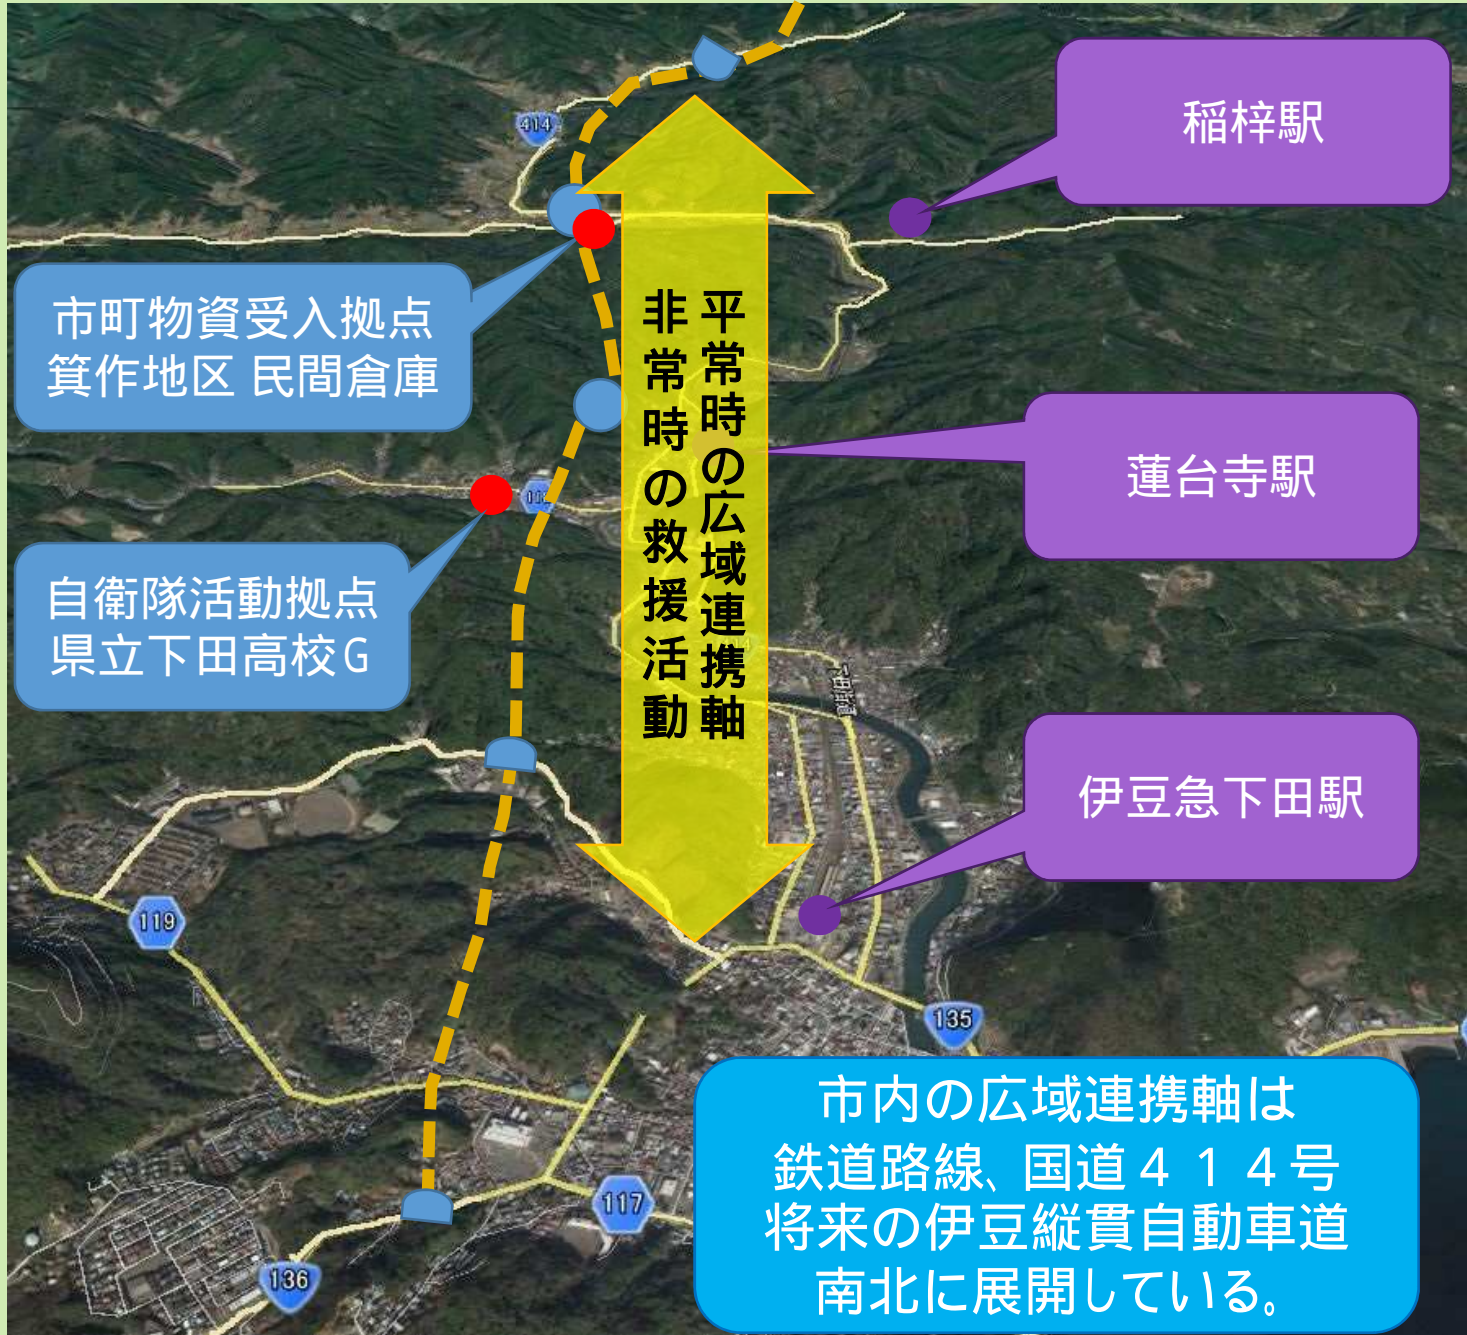 414
稲梓駅
市町物資受入拠点
箕作地区 民間倉庫
平常時の広域連携軸
非常時の救援活動
蓮台寺駅
自衛隊活動拠点
県立下田高校G
伊豆急下田駅
119
135
市内の広域連携軸は
鉄道路線、国道414号
将来の伊豆縦貫自動車道
南北に展開している。
117
136